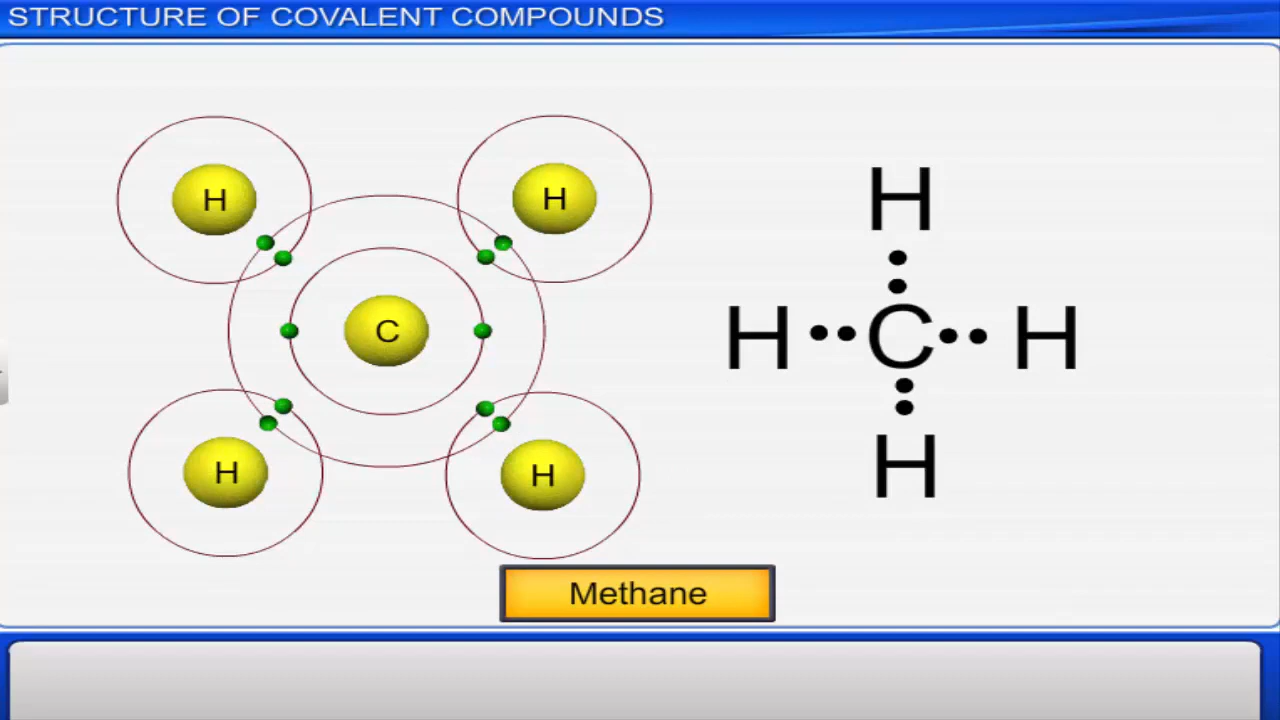 STRUCTURE OF COVALENT COMPOUNDS
H H
C
H H
H
H C H
H
Methane